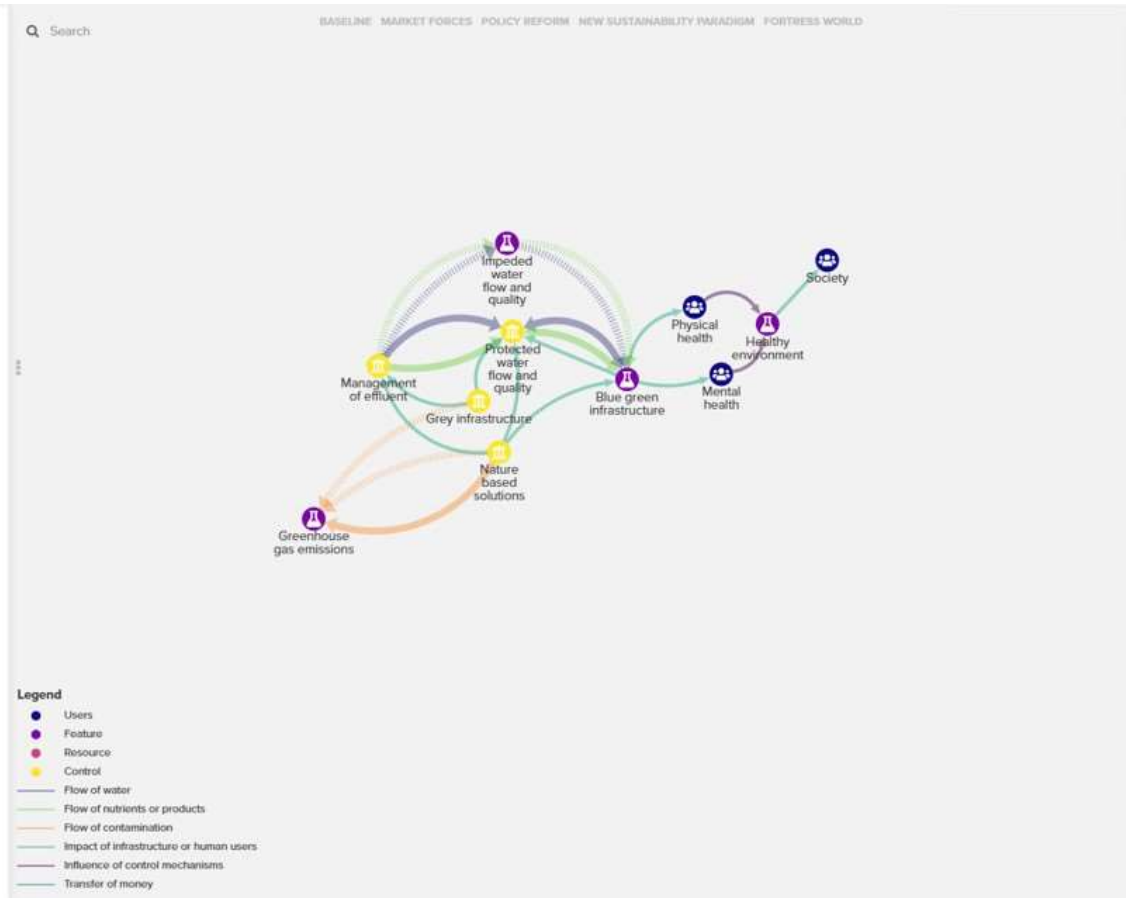 Search
BASELINE MARKET FORCES POLICY REFORM NEW SUSTAINABILITY PARADIGM FORTRESS WORLD
Impeded
water
flow and
quality
Society
Physical
health
Healthy
environment
Protected
water
flow and
quality
Management
of effluent
Mental
health
Blue green
infrastructure
Grey infrastructure
Nature
based
solutions
Greenhouse
gas emissions
Legend
Users
Feature
Resource
Control
Flow of water
Flow of nutrients or products
Flow of contamination
Impact of infrastructure or human users
Influence of control mechanisms
Transfer of money